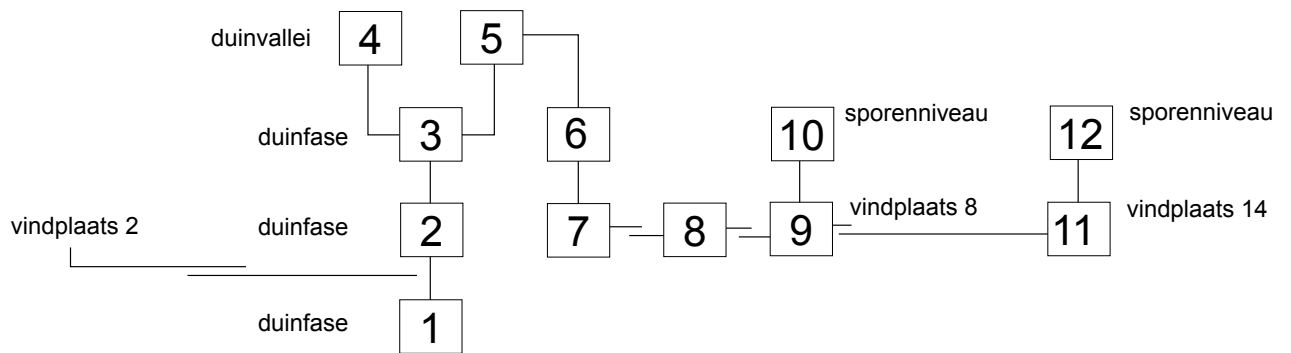 duinvallei 4 5
duinfase 3 6 10 sporenniveau 12 sporenniveau
vindplaats 2 duinfase 2 7 8 9 vindplaats 8 11 vindplaats 14
duinfase 1